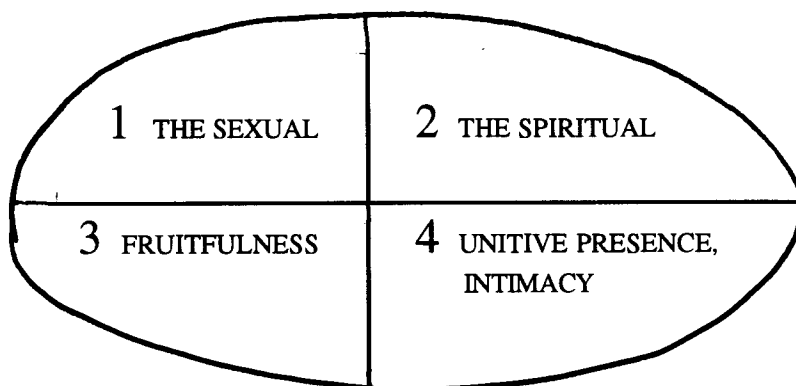 1 THE SEXUAL
2 THE SPIRITUAL
3 FRUITFULNESS
4 UNITIVE PRESENCE,
INTIMACY